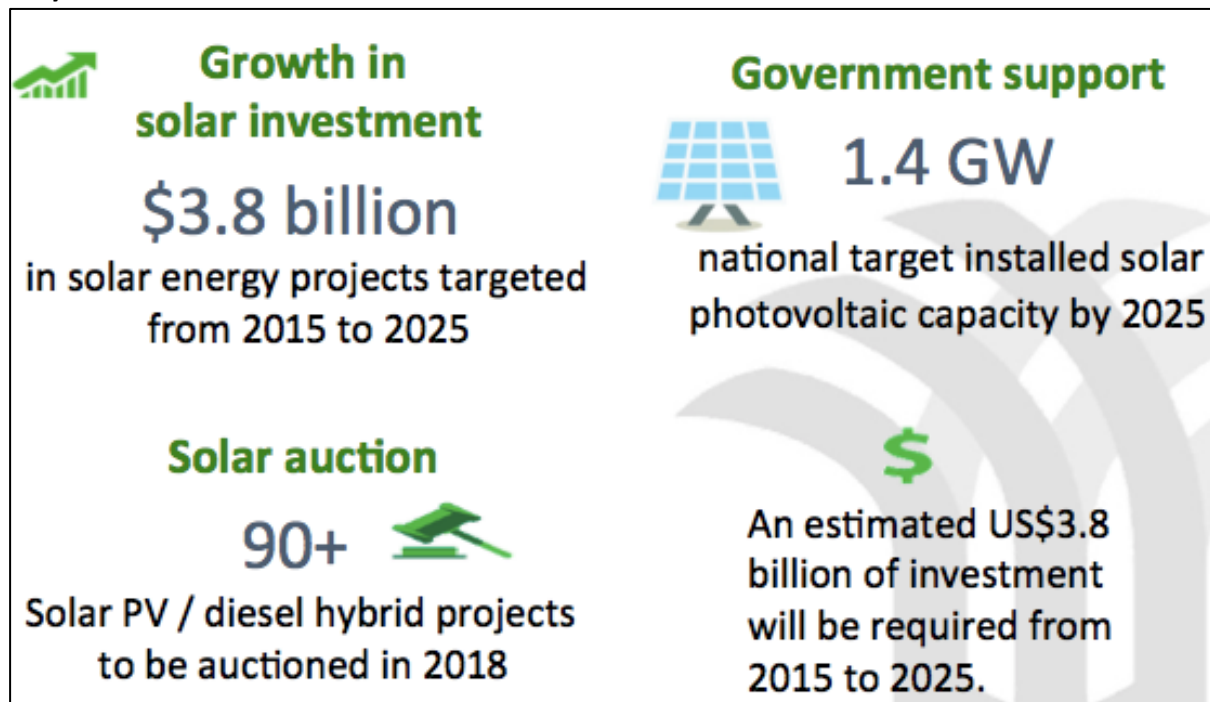 Growth in
solar investment
$3.8 billion
in solar energy projects targeted
from 2015 to 2025
Government support
1.4 GW
national target installed solar
photovoltaic capacity by 2025
Solar auction
90+
Solar PV / diesel hybrid projects
to be auctioned in 2018
$
An estimated US$3.8
billion of investment
will be required from
2015 to 2025.